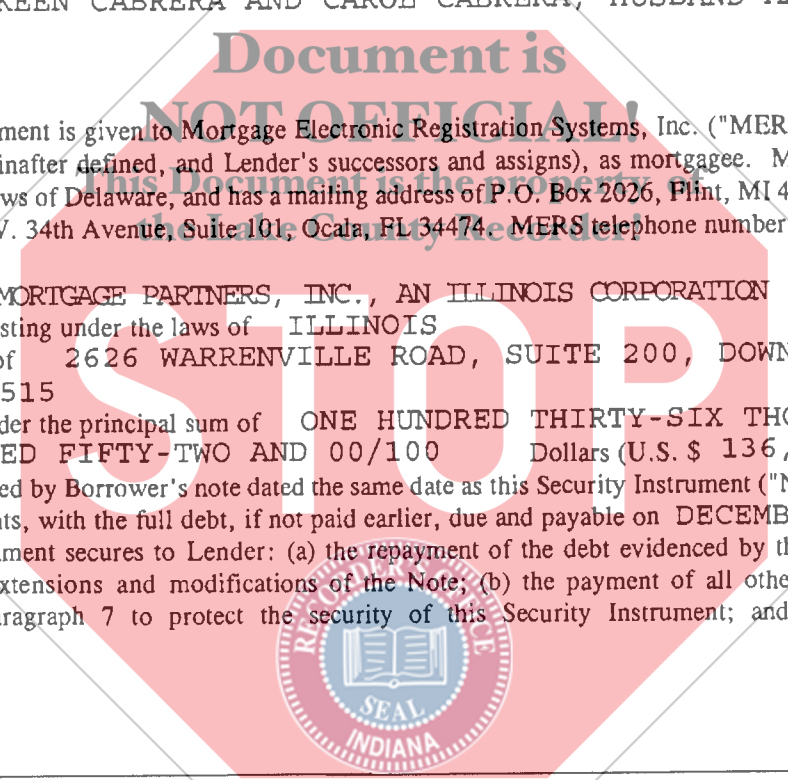 CABRERA AND CAROL CABRERA, HUSBAND
Document is
NOT OFFICIAL!
This Document is the property of
the Lake County Recorder!
ment is given to Mortgage Electronic Registration Systems, Inc. ("MER
inafter defined, and Lender's successors and assigns), as mortgagee. M
ws of Delaware, and has a mailing address of P.O. Box 2026, Flint, MI 4
. 34th Avenue, Suite 101, Ocala, FL 34474. MERS telephone number
MORTGAGE PARTNERS, INC., AN ILLINOIS CORPORATION
sting under the laws of ILLINOIS
of 2626 WARRENVILLE ROAD, SUITE 200, DOWN
515
der the principal sum of ONE HUNDRED THIRTY-SIX THO
ED FIFTY-TWO AND 00/100 Dollars (U.S. $ 136,
ed by Borrower's note dated the same date as this Security Instrument ("N
ts, with the full debt, if not paid earlier, due and payable on DECEMB
ment secures to Lender: (a) the repayment of the debt evidenced by th
xtensions and modifications of the Note; (b) the payment of all othe
ragraph 7 to protect the security of this Security Instrument; and
STOP
RECORDER'S OFFICE
SEAL
INDIANA